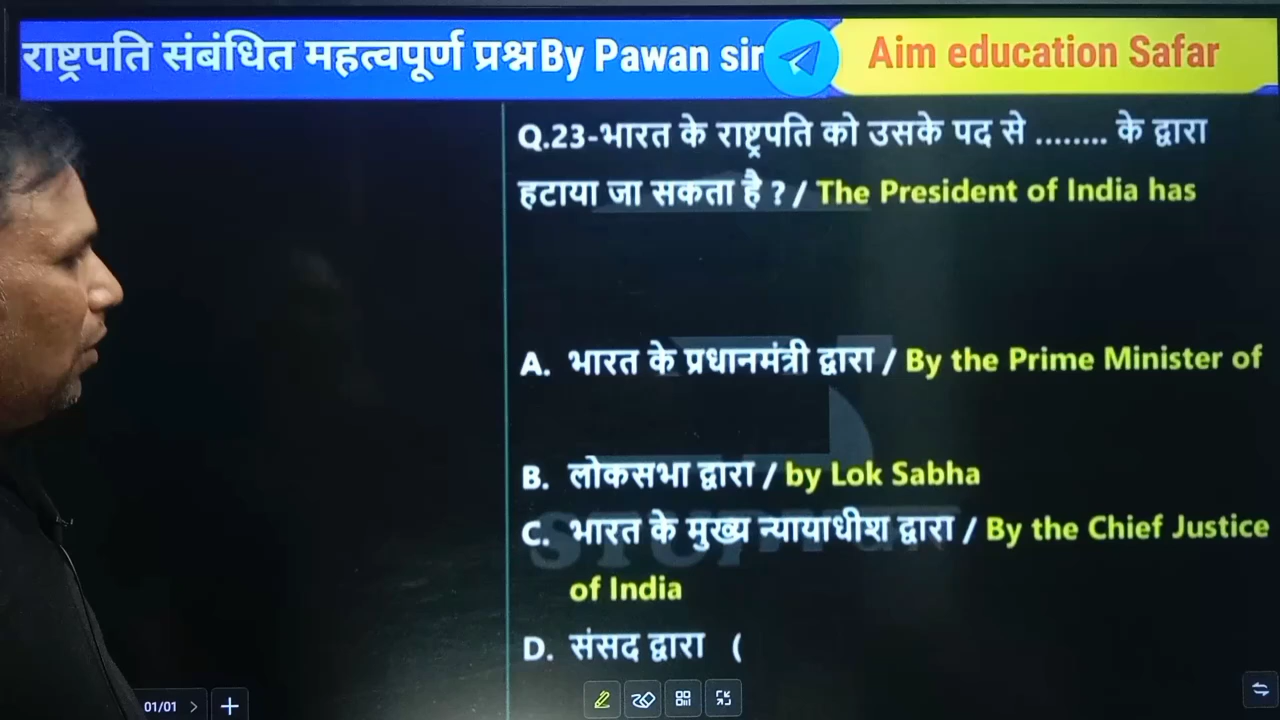 राष्ट्रपति संबंधित महत्वपूर्ण प्रश्न By Pawan sir
Aim education Safar
Q.23-भारत के राष्ट्रपति को उसके पद से ........ के द्वारा
हटाया जा सकता है ? / The President of India has
A. भारत के प्रधानमंत्री द्वारा / By the Prime Minister of
B. लोकसभा द्वारा / by Lok Sabha
C. भारत के मुख्य न्यायाधीश द्वारा / By the Chief Justice
of India
D. संसद द्वारा (
01/01